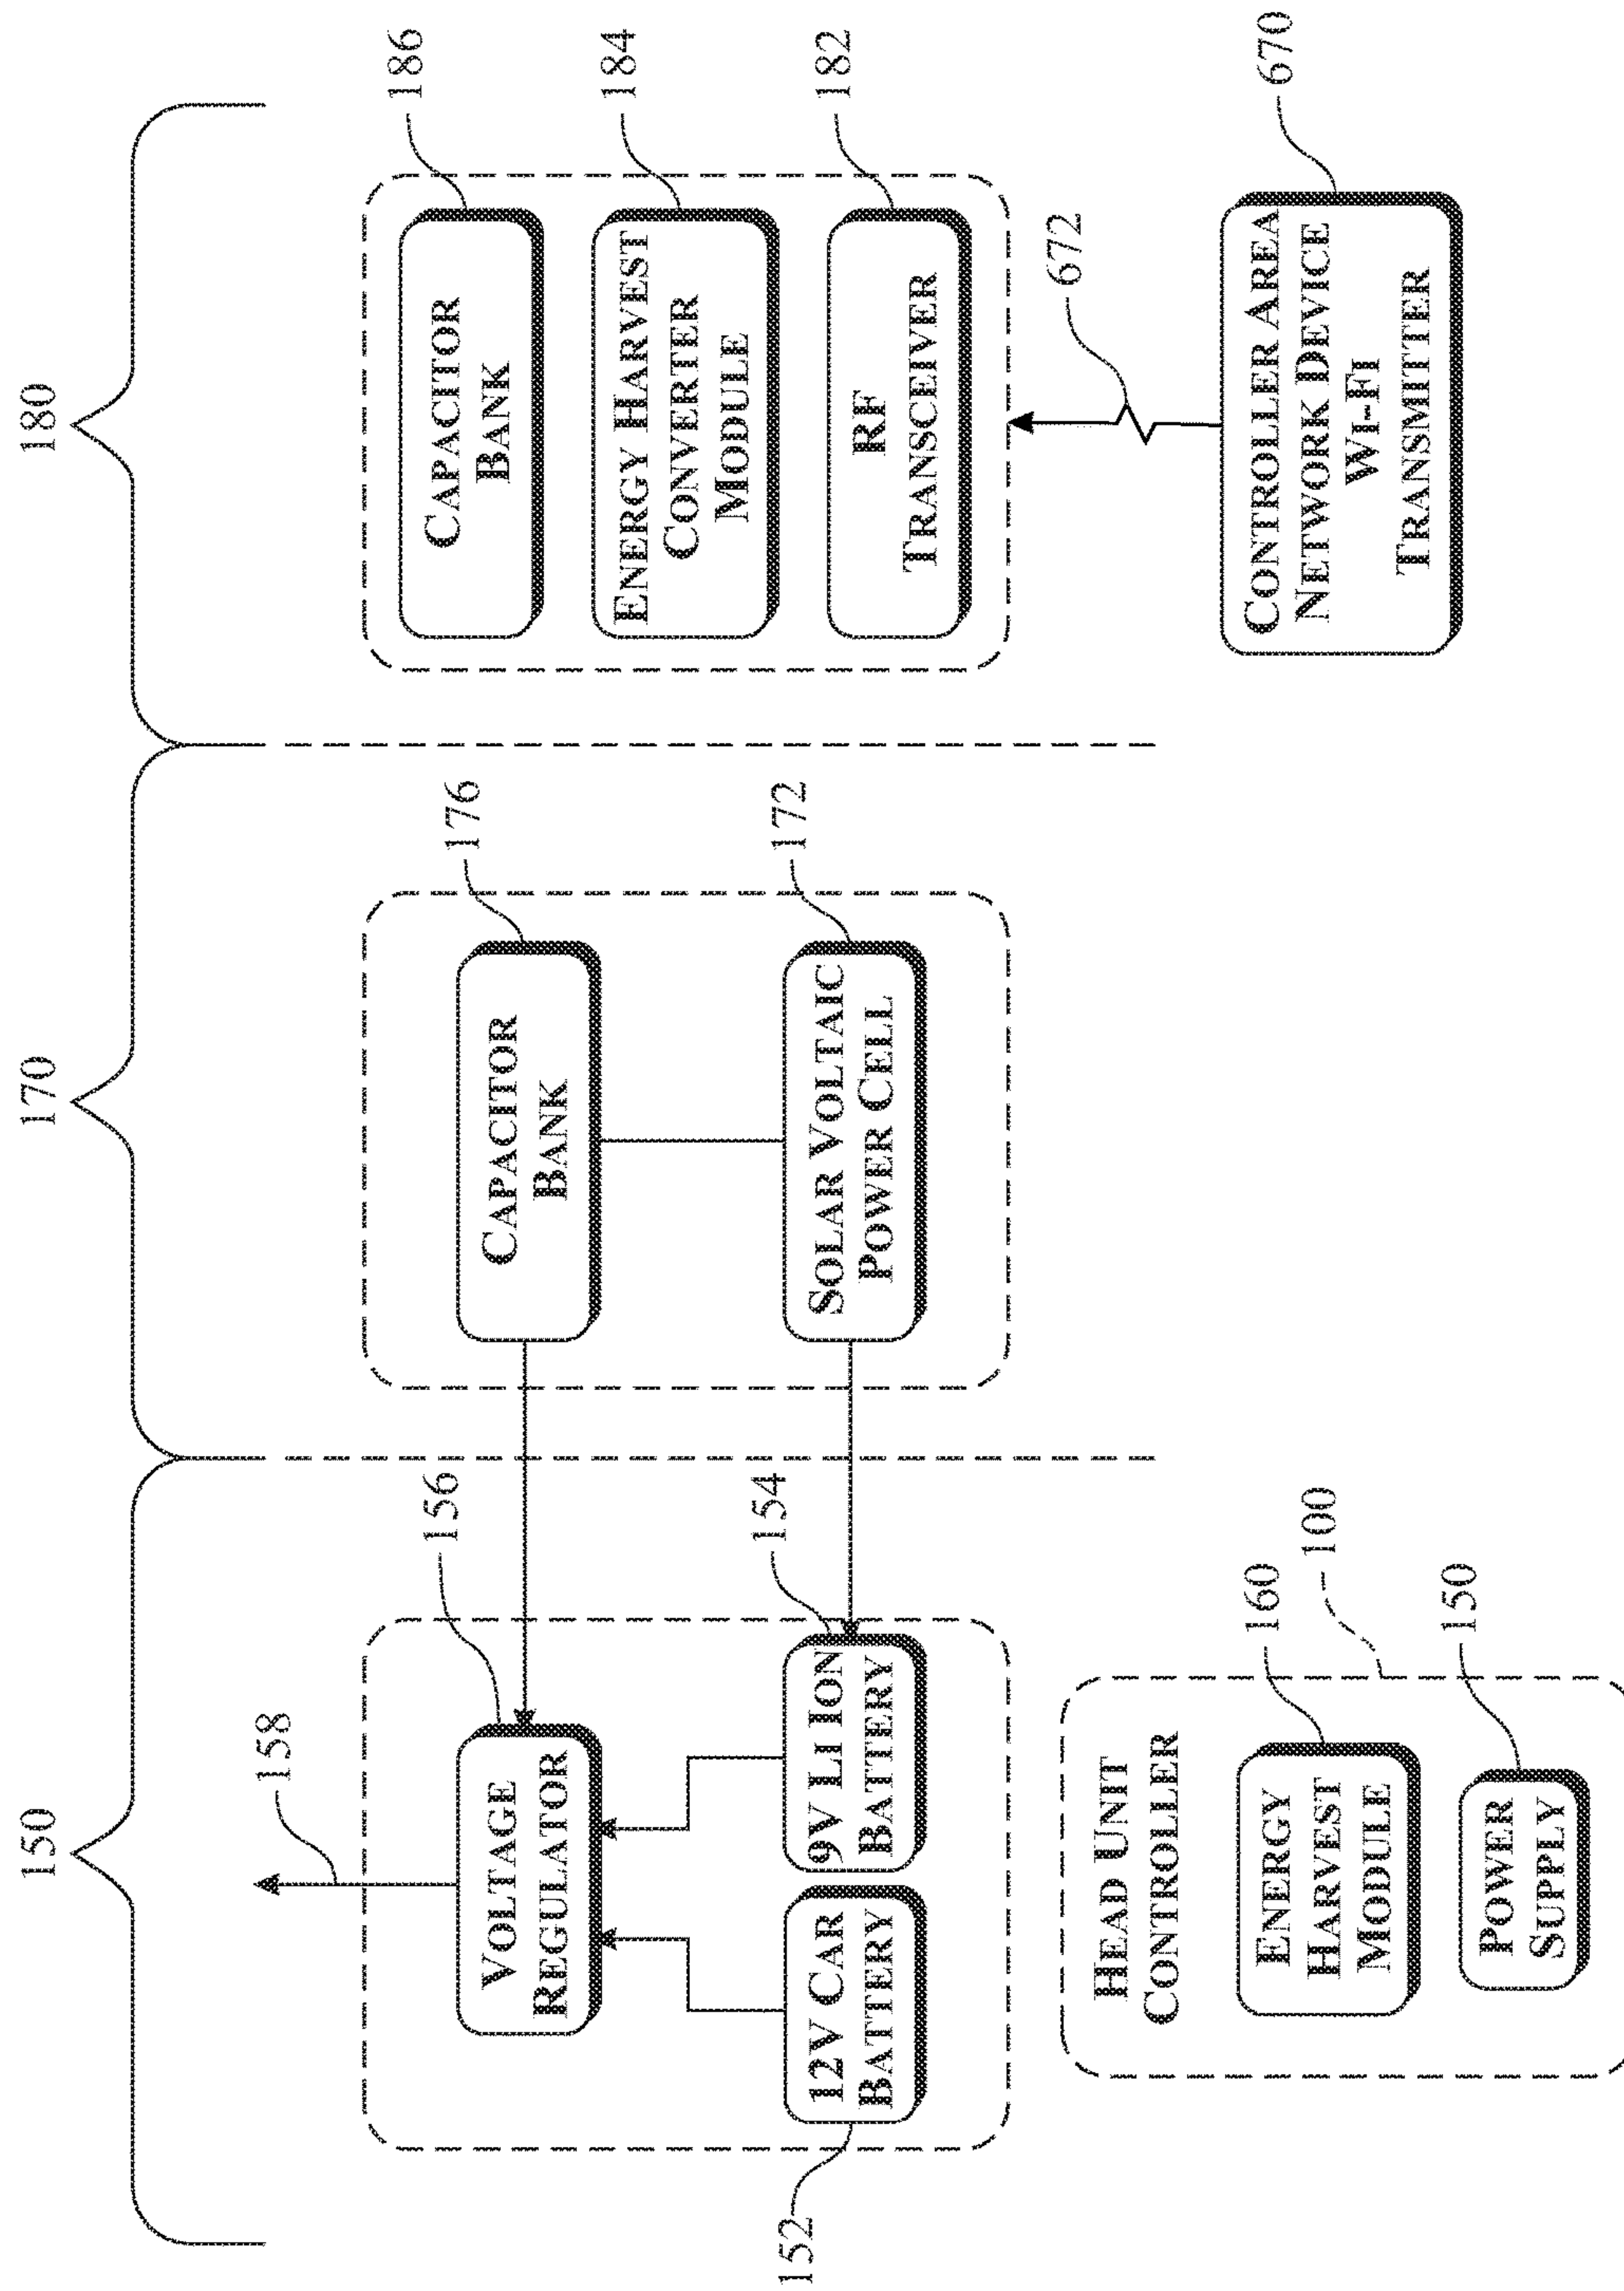 150
170
180
158
156
VOLTAGE
REGULATOR
154
9V LI ION
BATTERY
12V CAR
BATTERY
152
176
CAPACITOR
BANK
172
SOLAR VOLTAIC
POWER CELL
186
CAPACITOR
BANK
184
ENERGY HARVEST
CONVERTER
MODULE
182
RF
TRANSCEIVER
672
670
CONTROLLER AREA
NETWORK DEVICE
WI-FI
TRANSMITTER
100
HEAD UNIT
CONTROLLER
160
ENERGY
HARVEST
MODULE
150
POWER
SUPPLY